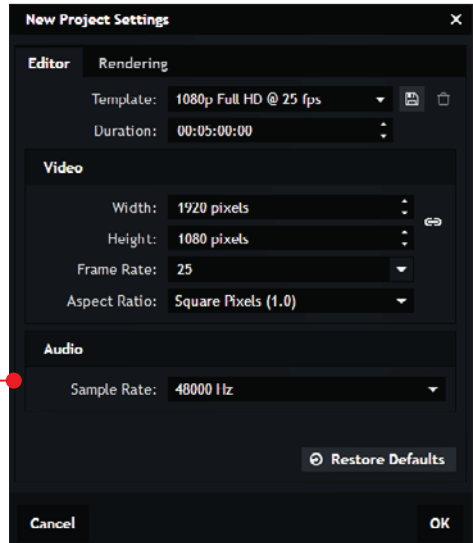 New Project Settings
Editor Rendering
Template: 1080p Full HD @ 25 fps
Duration: 00:05:00:00
Video
Width: 1920 pixels
Height: 1080 pixels
Frame Rate: 25
Aspect Ratio: Square Pixels (1.0)
Audio
Sample Rate: 48000 Hz
Restore Defaults
Cancel OK